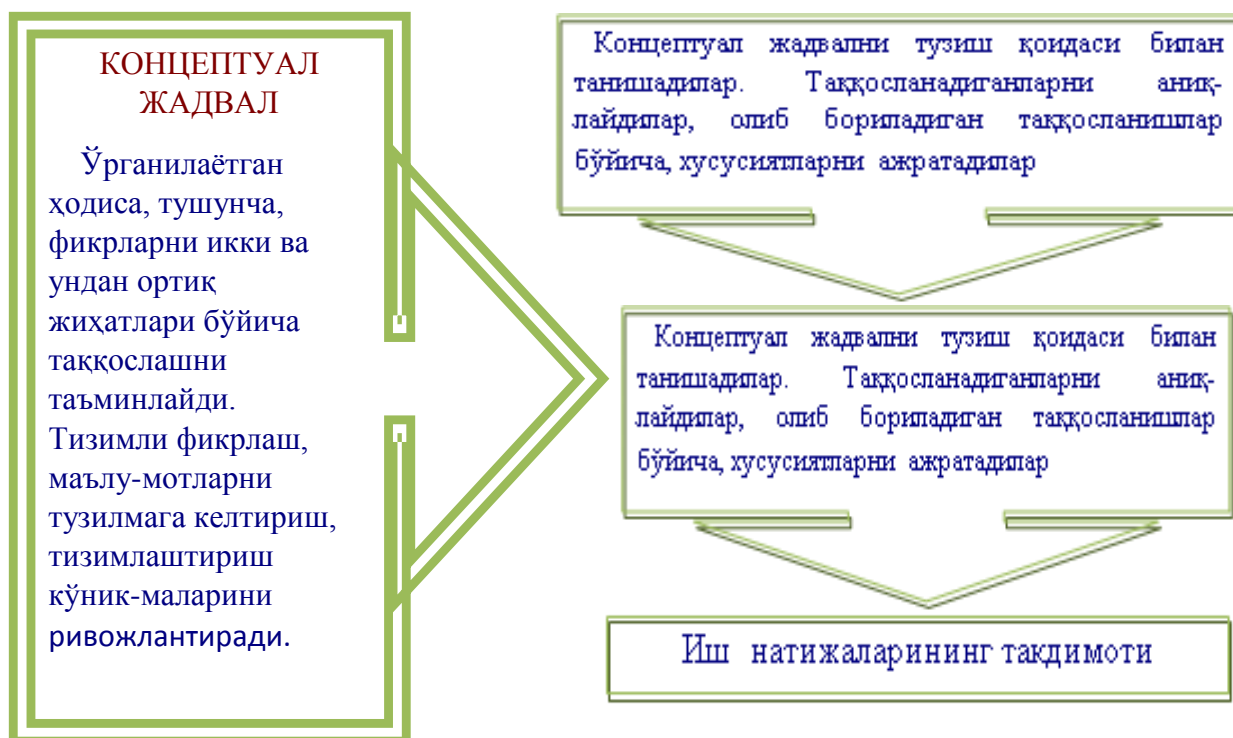 КОНЦЕПТУАЛ
ЖАДВАЛ
Ўрганилаётган
ҳодиса, тушунча,
фикрларни икки ва
ундан ортиқ
жиҳатлари бўйича
таққослашни
таъминлайди.
Тизимли фикрлаш,
маълу-мотларни
тузилмага келтириш,
тизимлаштириш
кўник-маларини
ривожлантиради.
Концептуал жадвални тузиш қоидаси билан
танишадилар. Таққосланадиганларни аниқ-
лайдилар, олиб бориладиган таққосланишлар
бўйича, хусусиятларни ажратадилар
Концептуал жадвални тузиш қоидаси билан
танишадилар. Таққосланадиганларни аниқ-
лайдилар, олиб бориладиган таққосланишлар
бўйича, хусусиятларни ажратадилар
Иш натижаларининг тақдимоти